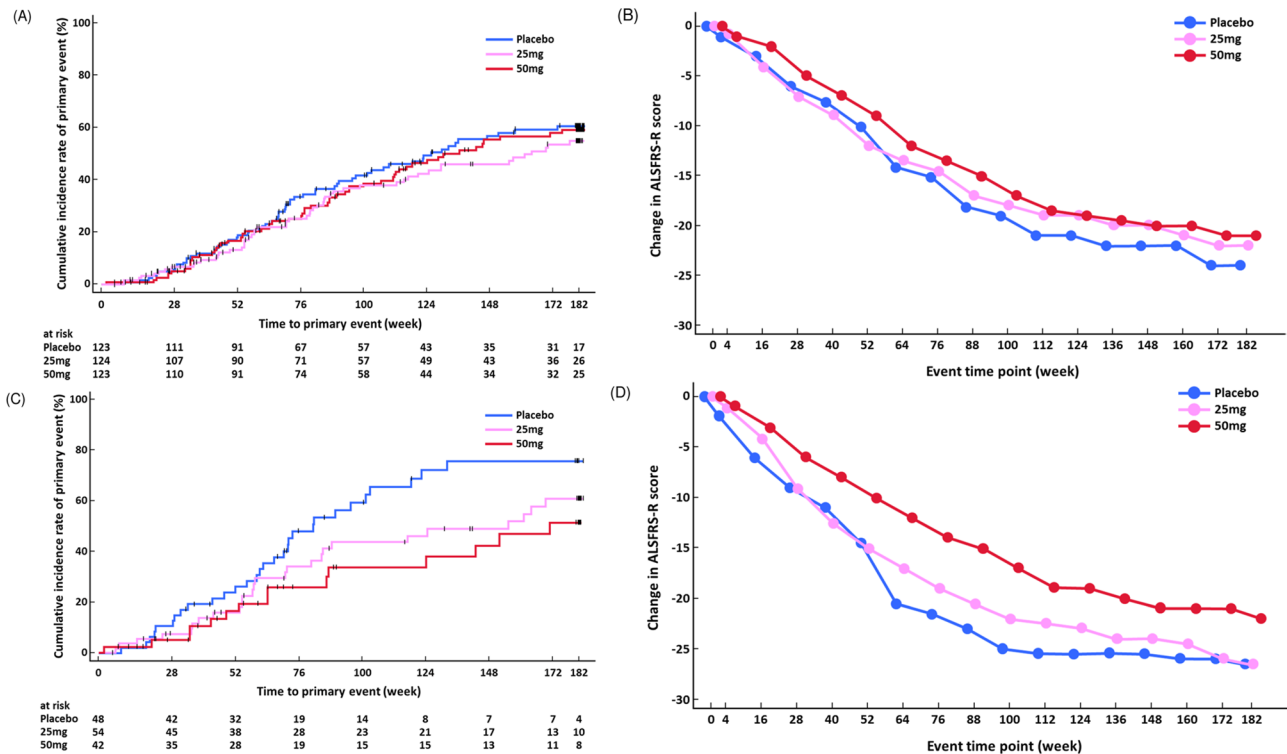 (A)
Cumulative incidence rate of primary event (%)
100
80
60
40
20
0
Placebo
25mg
50mg
0 28 52 76 100 124 148 172 182
Time to primary event (week)
at risk
Placebo 123 111 91 67 57 43 35 31 17
25mg 124 107 90 71 57 49 43 36 26
50mg 123 110 91 74 58 44 34 32 25
(B)
Change in ALSFRS-R score
0
-5
-10
-15
-20
-25
-30
Placebo
25mg
50mg
0 4 16 28 40 52 64 76 88 100 112 124 136 148 160 172 182
Event time point (week)
(C)
Cumulative incidence rate of primary event (%)
100
80
60
40
20
0
Placebo
25mg
50mg
0 28 52 76 100 124 148 172 182
Time to primary event (week)
at risk
Placebo 48 42 32 19 14 8 7 7 4
25mg 54 45 38 28 23 21 17 13 10
50mg 42 35 28 19 15 15 13 11 8
(D)
Change in ALSFRS-R score
0
-5
-10
-15
-20
-25
-30
Placebo
25mg
50mg
0 4 16 28 40 52 64 76 88 100 112 124 136 148 160 172 182
Event time point (week)